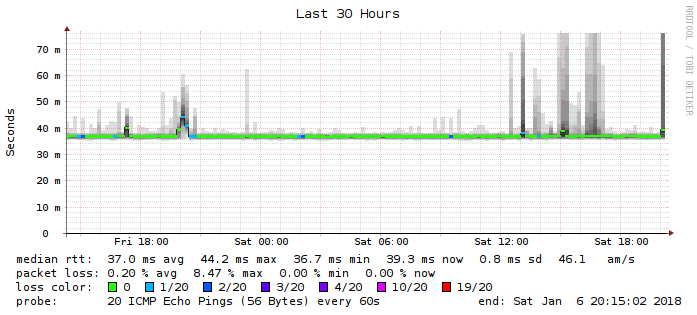 Last 30 Hours
RRDTOOL / TOBI OETIKER
Seconds
70 m
60 m
50 m
40 m
30 m
20 m
10 m
0
Fri 18:00 Sat 00:00 Sat 06:00 Sat 12:00 Sat 18:00
median rtt: 37.0 ms avg 44.2 ms max 36.7 ms min 39.3 ms now 0.8 ms sd 46.1 am/s
packet loss: 0.20 % avg 8.47 % max 0.00 % min 0.00 % now
loss color: 0 1/20 2/20 3/20 4/20 10/20 19/20
probe: 20 ICMP Echo Pings (56 Bytes) every 60s end: Sat Jan 6 20:15:02 2018